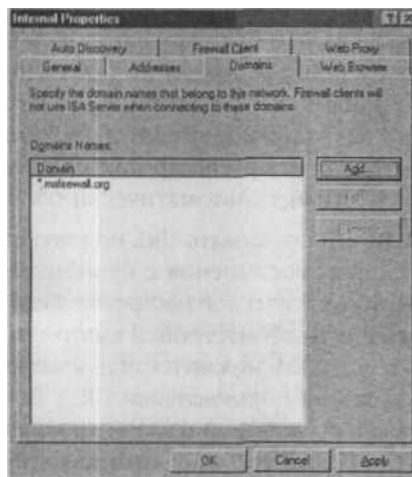 Internal Properties
Auto Discovery
Firewall Client
Web Proxy
General
Addresses
Domains
Web Browser
Specify the domain names that belong to this network. Firewall clients will
not use ISA Server when connecting to these domains.
Domains Names:
Domain
Add...
*.msfirewall.org
OK
Cancel
Apply